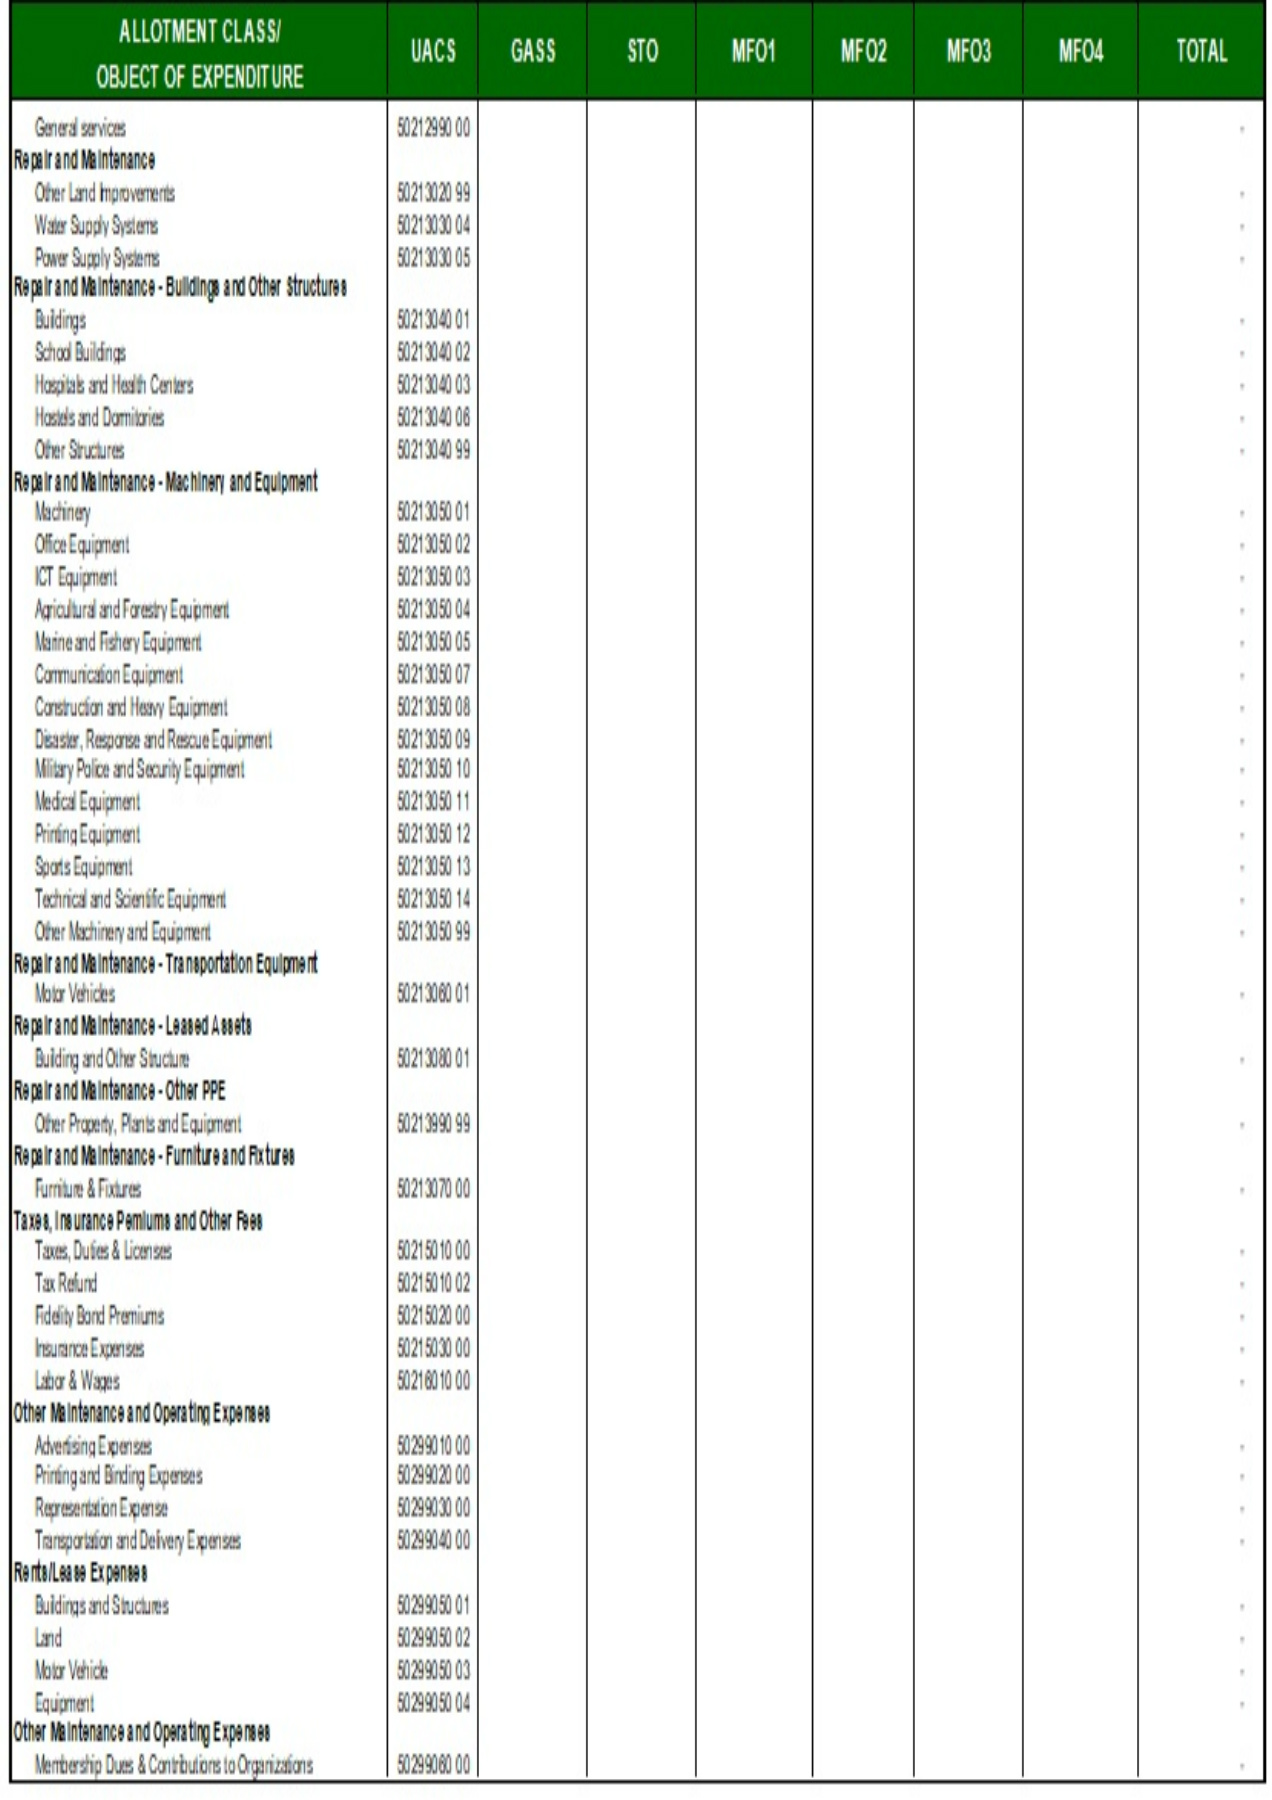 ALLOTMENT CLASS/
OBJECT OF EXPENDITURE UACS GASS STO MFO1 MFO2 MFO3 MFO4 TOTAL
General services 50212990 00 -
Repair and Maintenance
Other Land Improvements 50213020 99 -
Water Supply Systems 50213030 04 -
Power Supply Systems 50213030 05 -
Repair and Maintenance - Buildings and Other Structures
Buildings 50213040 01 -
School Buildings 50213040 02 -
Hospitals and Health Centers 50213040 03 -
Hostels and Dormitories 50213040 06 -
Other Structures 50213040 99 -
Repair and Maintenance - Machinery and Equipment
Machinery 50213050 01 -
Office Equipment 50213050 02 -
ICT Equipment 50213050 03 -
Agricultural and Forestry Equipment 50213050 04 -
Marine and Fishery Equipment 50213050 05 -
Communication Equipment 50213050 07 -
Construction and Heavy Equipment 50213050 08 -
Disaster, Response and Rescue Equipment 50213050 09 -
Military Police and Security Equipment 50213050 10 -
Medical Equipment 50213050 11 -
Printing Equipment 50213050 12 -
Sports Equipment 50213050 13 -
Technical and Scientific Equipment 50213050 14 -
Other Machinery and Equipment 50213050 99 -
Repair and Maintenance - Transportation Equipment
Motor Vehicles 50213060 01 -
Repair and Maintenance - Leased Assets
Building and Other Structure 50213080 01 -
Repair and Maintenance - Other PPE
Other Property, Plants and Equipment 50213990 99 -
Repair and Maintenance - Furniture and Fixtures
Furniture & Fixtures 50213070 00 -
Taxes, Insurance Pemiums and Other Fees
Taxes, Duties & Licenses 50215010 00 -
Tax Refund 50215010 02 -
Fidelity Bond Premiums 50215020 00 -
Insurance Expenses 50215030 00 -
Labor & Wages 50216010 00 -
Other Maintenance and Operating Expenses
Advertising Expenses 50299010 00 -
Printing and Binding Expenses 50299020 00 -
Representation Expense 50299030 00 -
Transportation and Delivery Expenses 50299040 00 -
Rents/Lease Expenses
Buildings and Structures 50299050 01 -
Land 50299050 02 -
Motor Vehicle 50299050 03 -
Equipment 50299050 04 -
Other Maintenance and Operating Expenses
Membership Dues & Contributions to Organizations 50299060 00 -